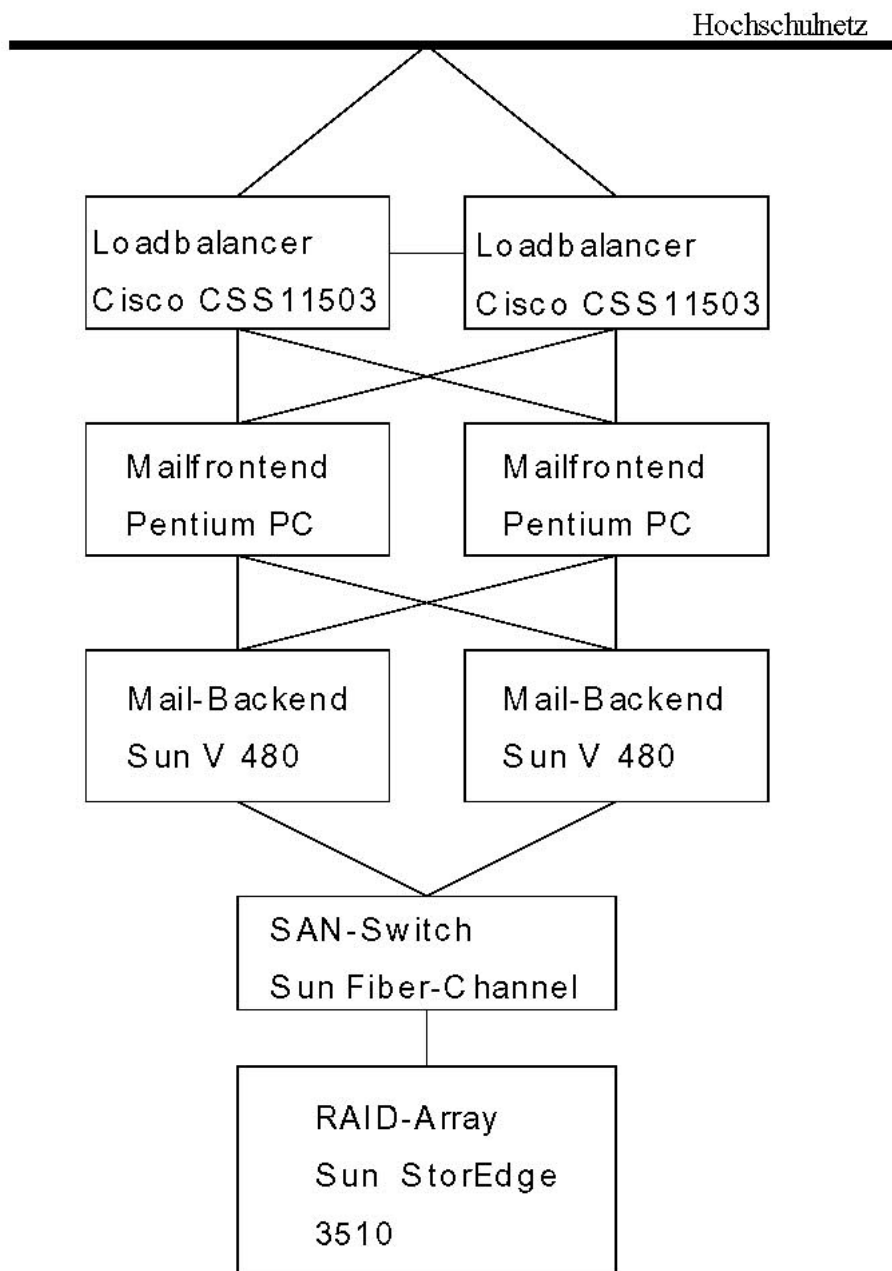 Hochschulnetz
Loadbalancer
Cisco CSS11503
Loadbalancer
Cisco CSS11503
Mailfrontend
Pentium PC
Mailfrontend
Pentium PC
Mail-Backend
Sun V 480
Mail-Backend
Sun V 480
SAN-Switch
Sun Fiber-Channel
RAID-Array
Sun StorEdge
3510